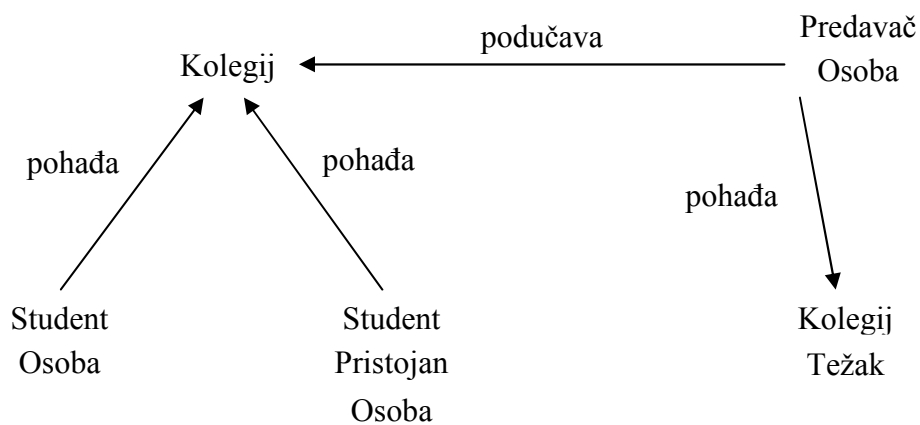 Predavač
Osoba
podučava
Kolegij
pohađa
pohađa
pohađa
Student
Osoba
Student
Pristojan
Osoba
Kolegij
Težak